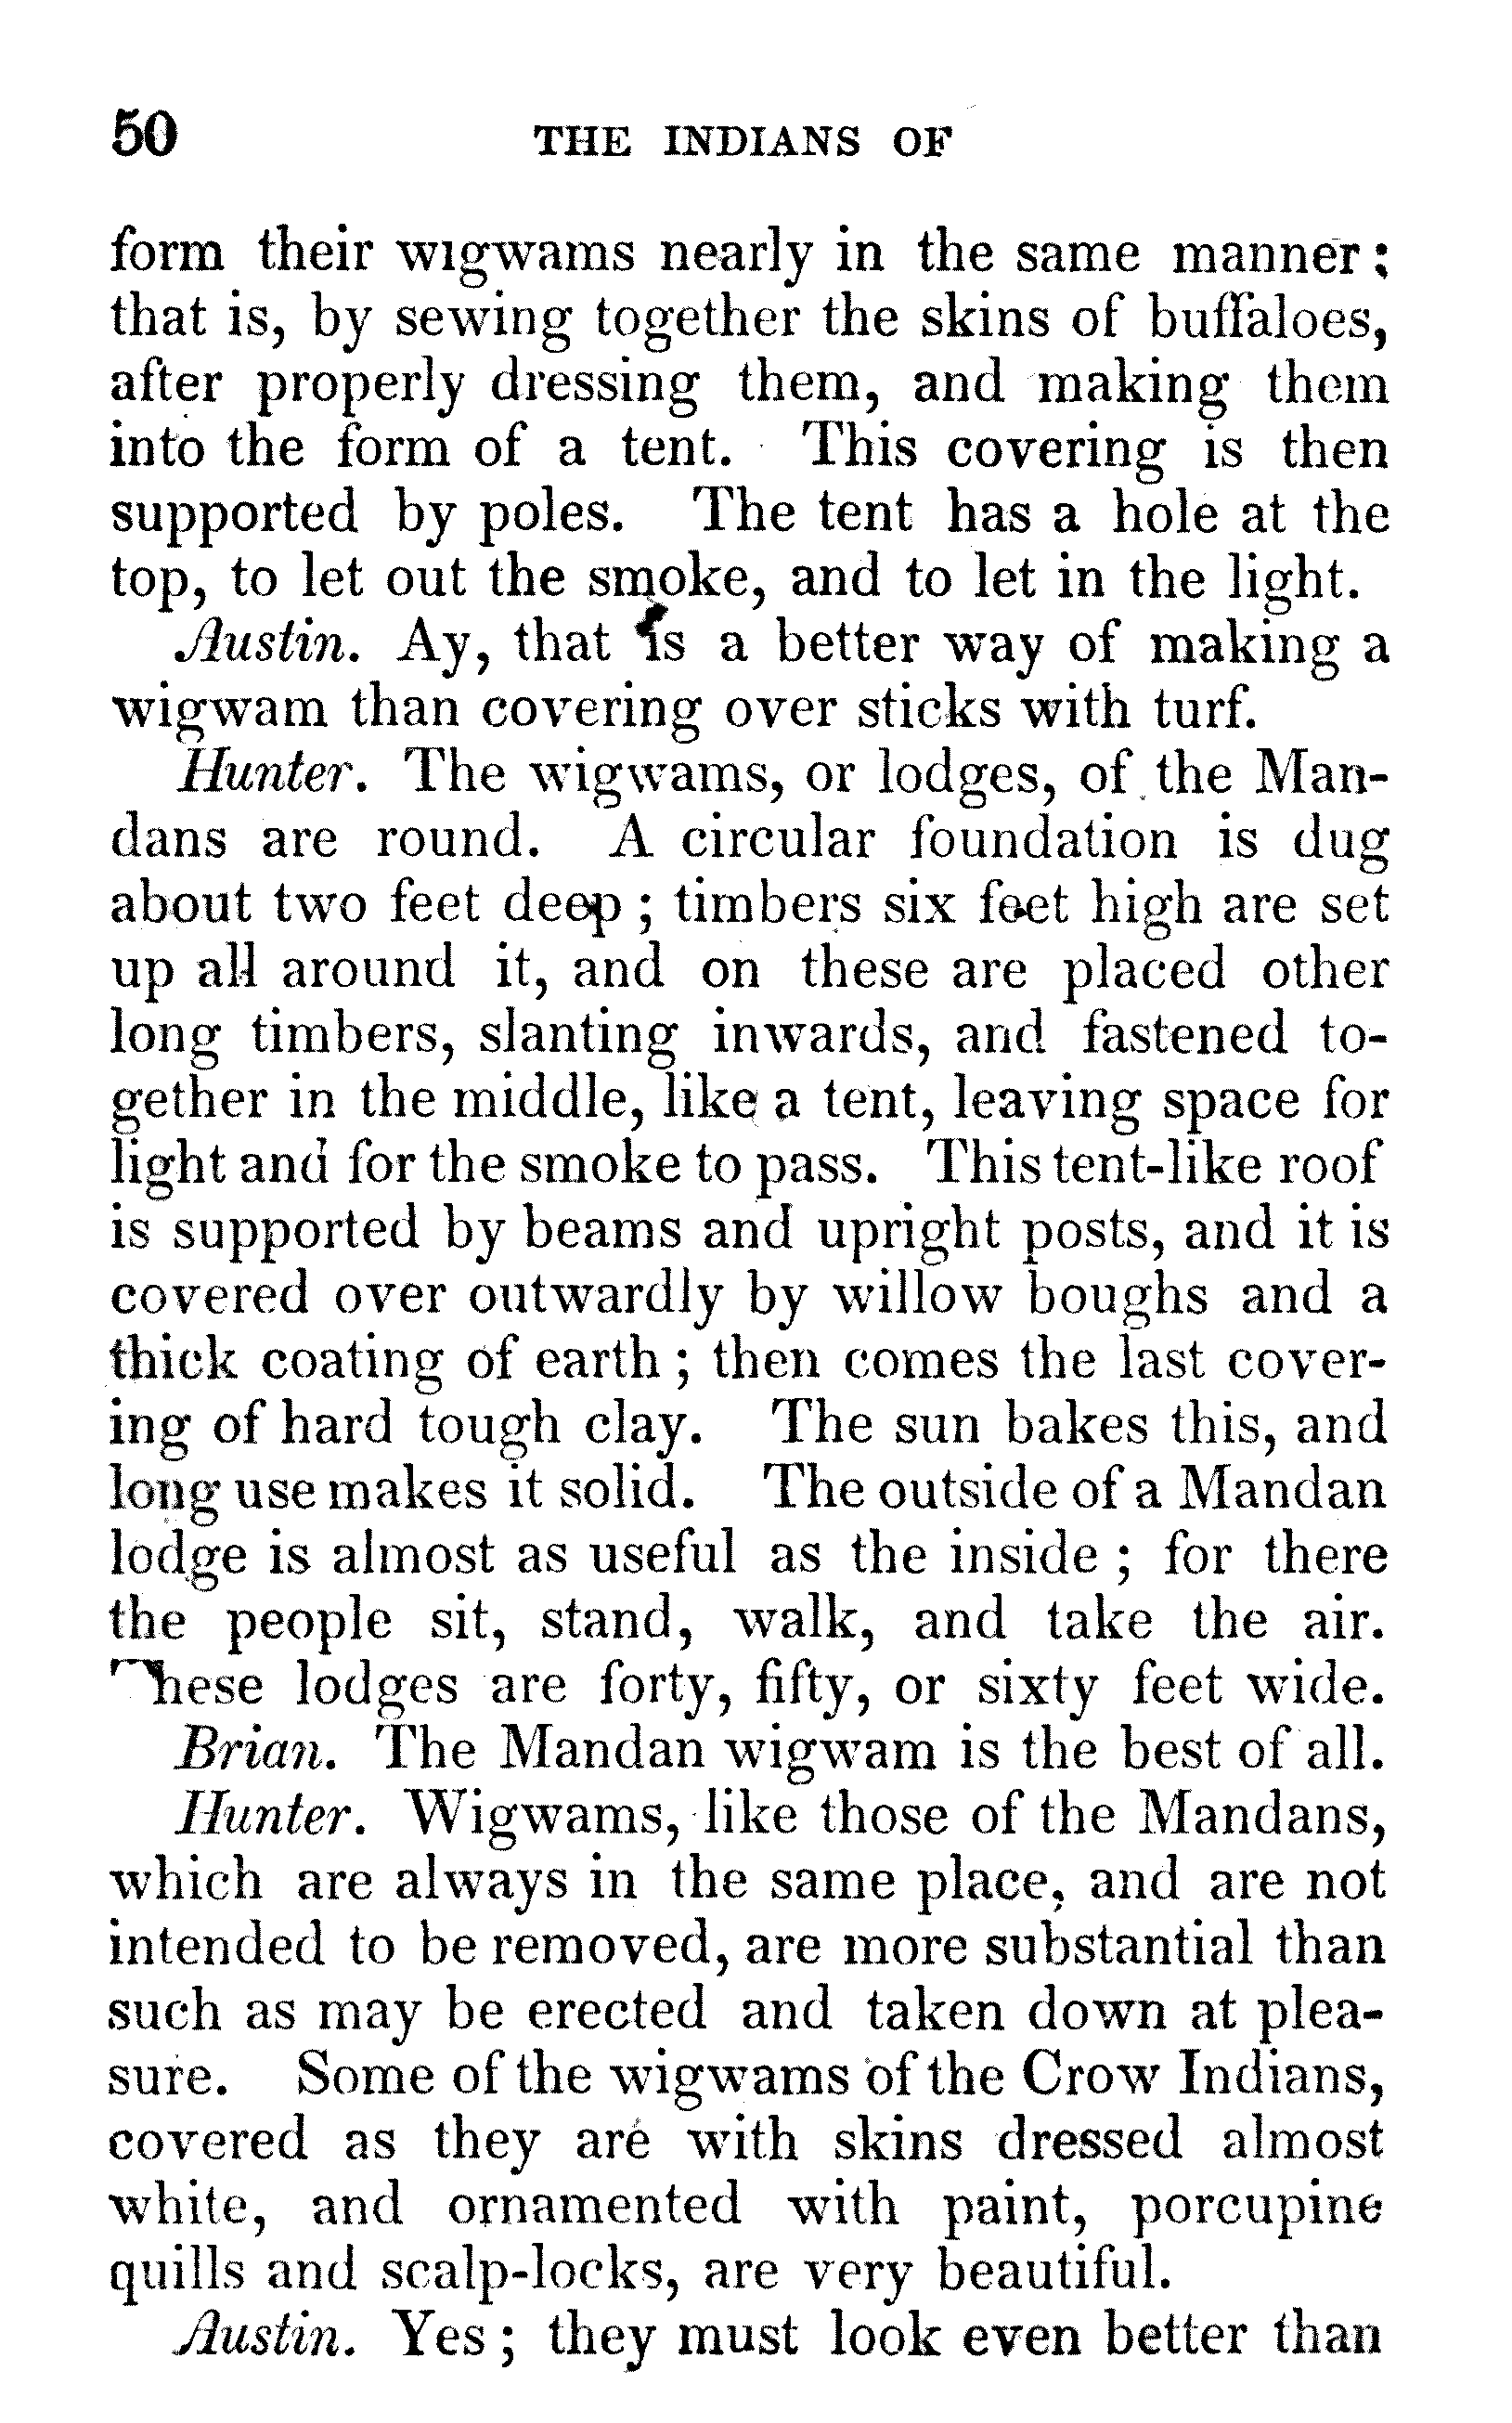 50 THE INDIANS OF
form their wigwams nearly in the same manner;
that is, by sewing together the skins of buffaloes,
after properly dressing them, and making them
into the form of a tent. This covering is then
supported by poles. The tent has a hole at the
top, to let out the smoke, and to let in the light.
Austin. Ay, that is a better way of making a
wigwam than covering over sticks with turf.
Hunter. The wigwams, or lodges, of the Man-
dans are round. A circular foundation is dug
about two feet deep; timbers six feet high are set
up all around it, and on these are placed other
long timbers, slanting inwards, and fastened to-
gether in the middle, like a tent, leaving space for
light and for the smoke to pass. This tent-like roof
is supported by beams and upright posts, and it is
covered over outwardly by willow boughs and a
thick coating of earth; then comes the last cover-
ing of hard tough clay. The sun bakes this, and
long use makes it solid. The outside of a Mandan
lodge is almost as useful as the inside; for there
the people sit, stand, walk, and take the air.
These lodges are forty, fifty, or sixty feet wide.
Brian. The Mandan wigwam is the best of all.
Hunter. Wigwams, like those of the Mandans,
which are always in the same place, and are not
intended to be removed, are more substantial than
such as may be erected and taken down at plea-
sure. Some of the wigwams of the Crow Indians,
covered as they are with skins dressed almost
white, and ornamented with paint, porcupine
quills and scalp-locks, are very beautiful.
Austin. Yes; they must look even better than